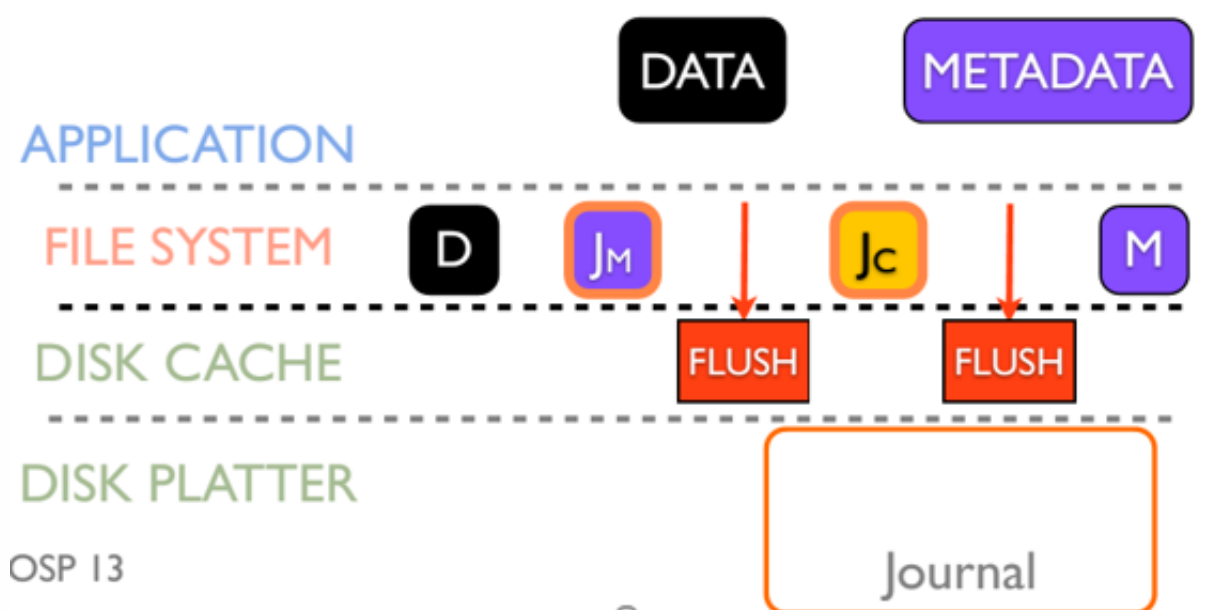 DATA METADATA
APPLICATION
FILE SYSTEM D JM JC M
DISK CACHE FLUSH FLUSH
DISK PLATTER
OSP 13 Journal